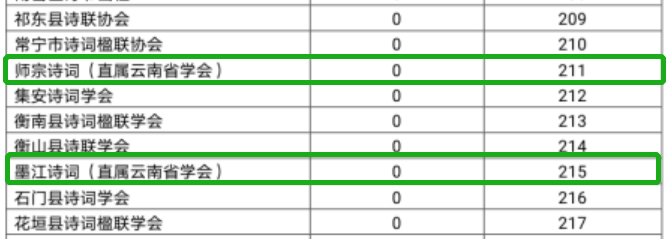 祁东县诗联协会 0 209
常宁市诗词楹联协会 0 210
师宗诗词（直属云南省学会） 0 211
集安诗词学会 0 212
衡南县诗词楹联学会 0 213
衡山县诗联学会 0 214
墨江诗词（直属云南省学会） 0 215
石门县诗词学会 0 216
花垣县诗词楹联学会 0 217